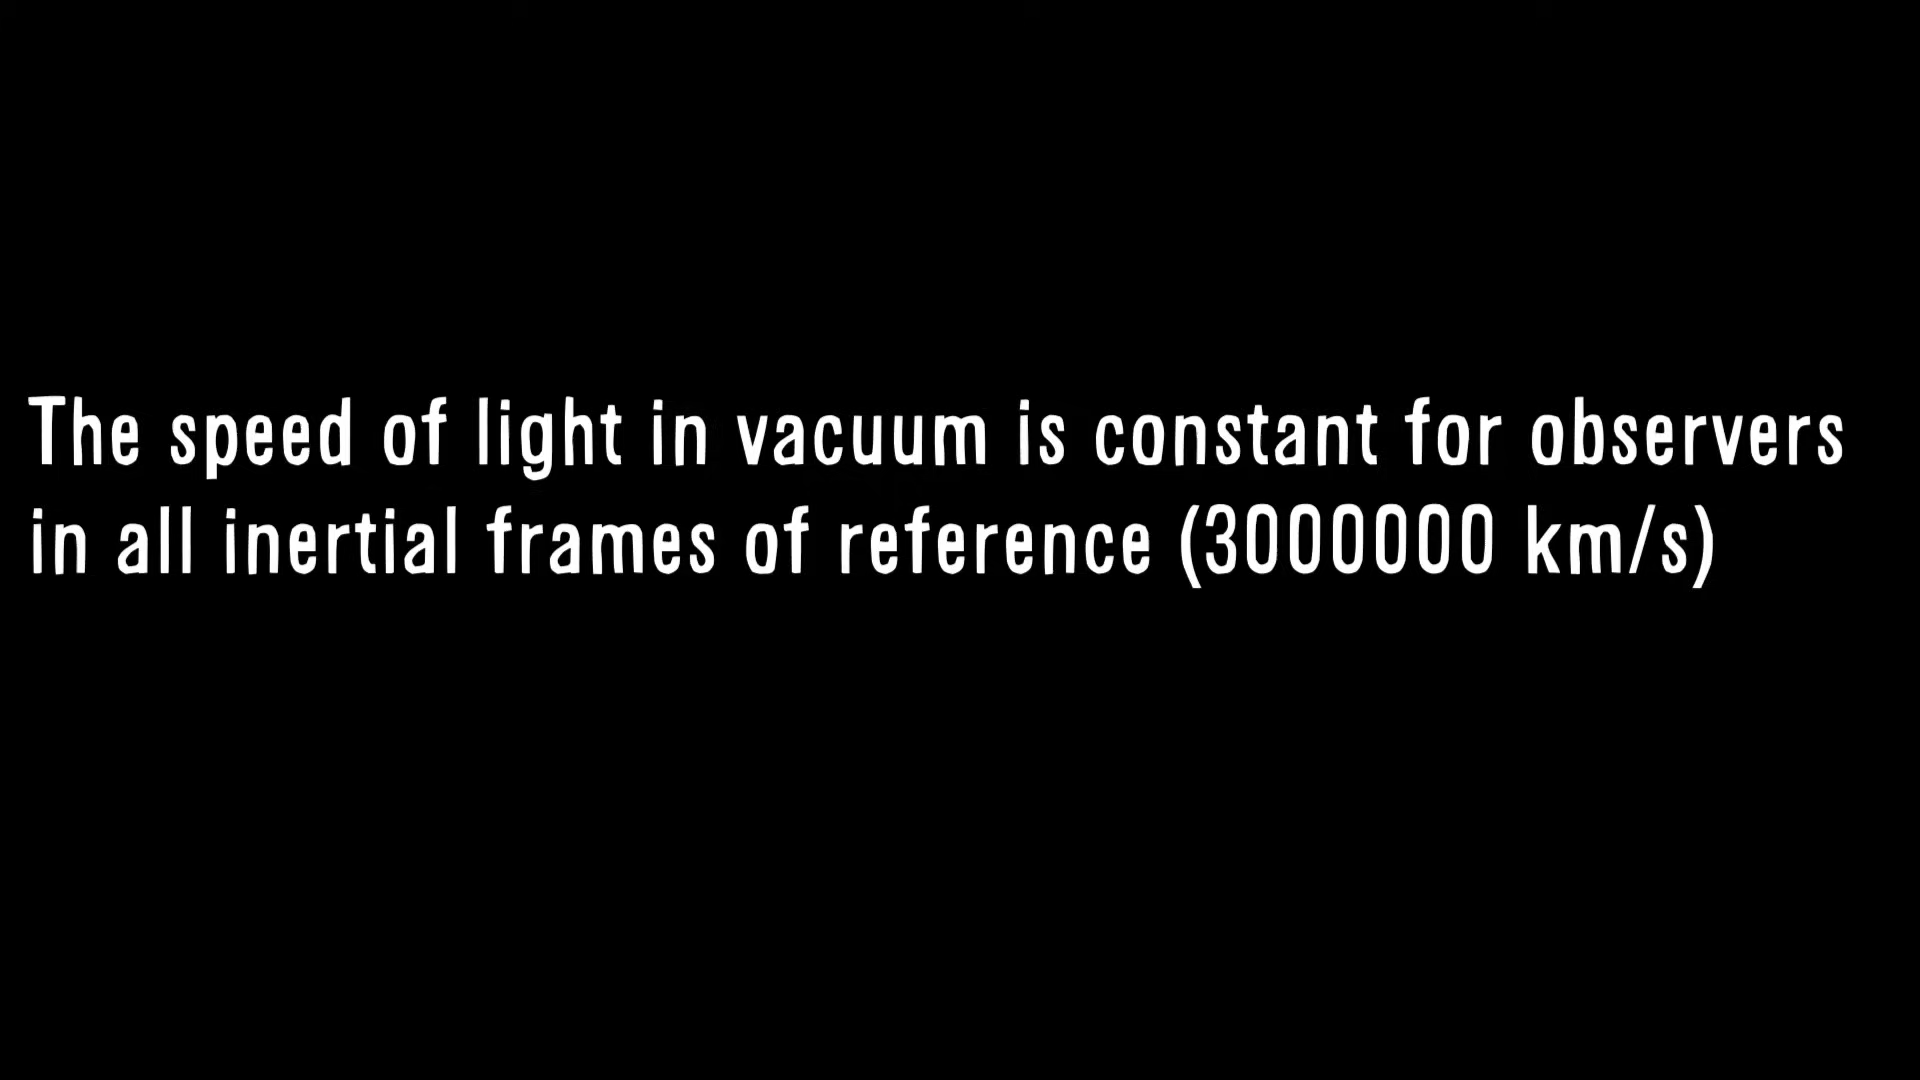 The speed of light in vacuum is constant for observers
in all inertial frames of reference (3000000 km/s)